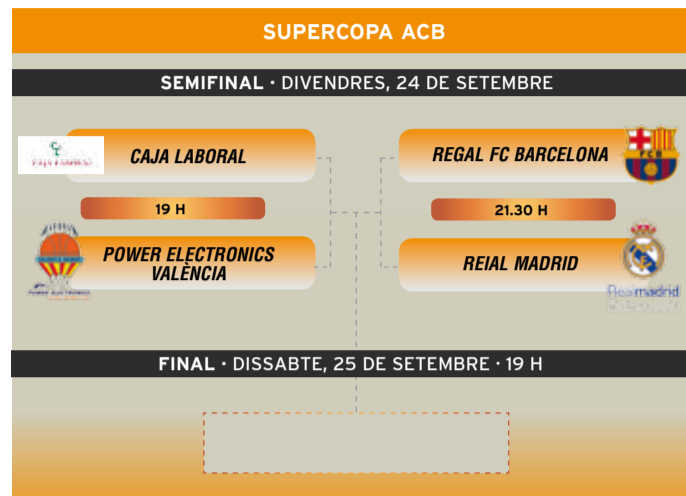 SUPERCOPA ACB
SEMIFINAL · DIVENDRES, 24 DE SETEMBRE
CAJA LABORAL
19 H
POWER ELECTRONICS
VALÈNCIA
REGAL FC BARCELONA
FCB
21.30 H
REIAL MADRID
Realmadrid
FINAL · DISSABTE, 25 DE SETEMBRE · 19 H